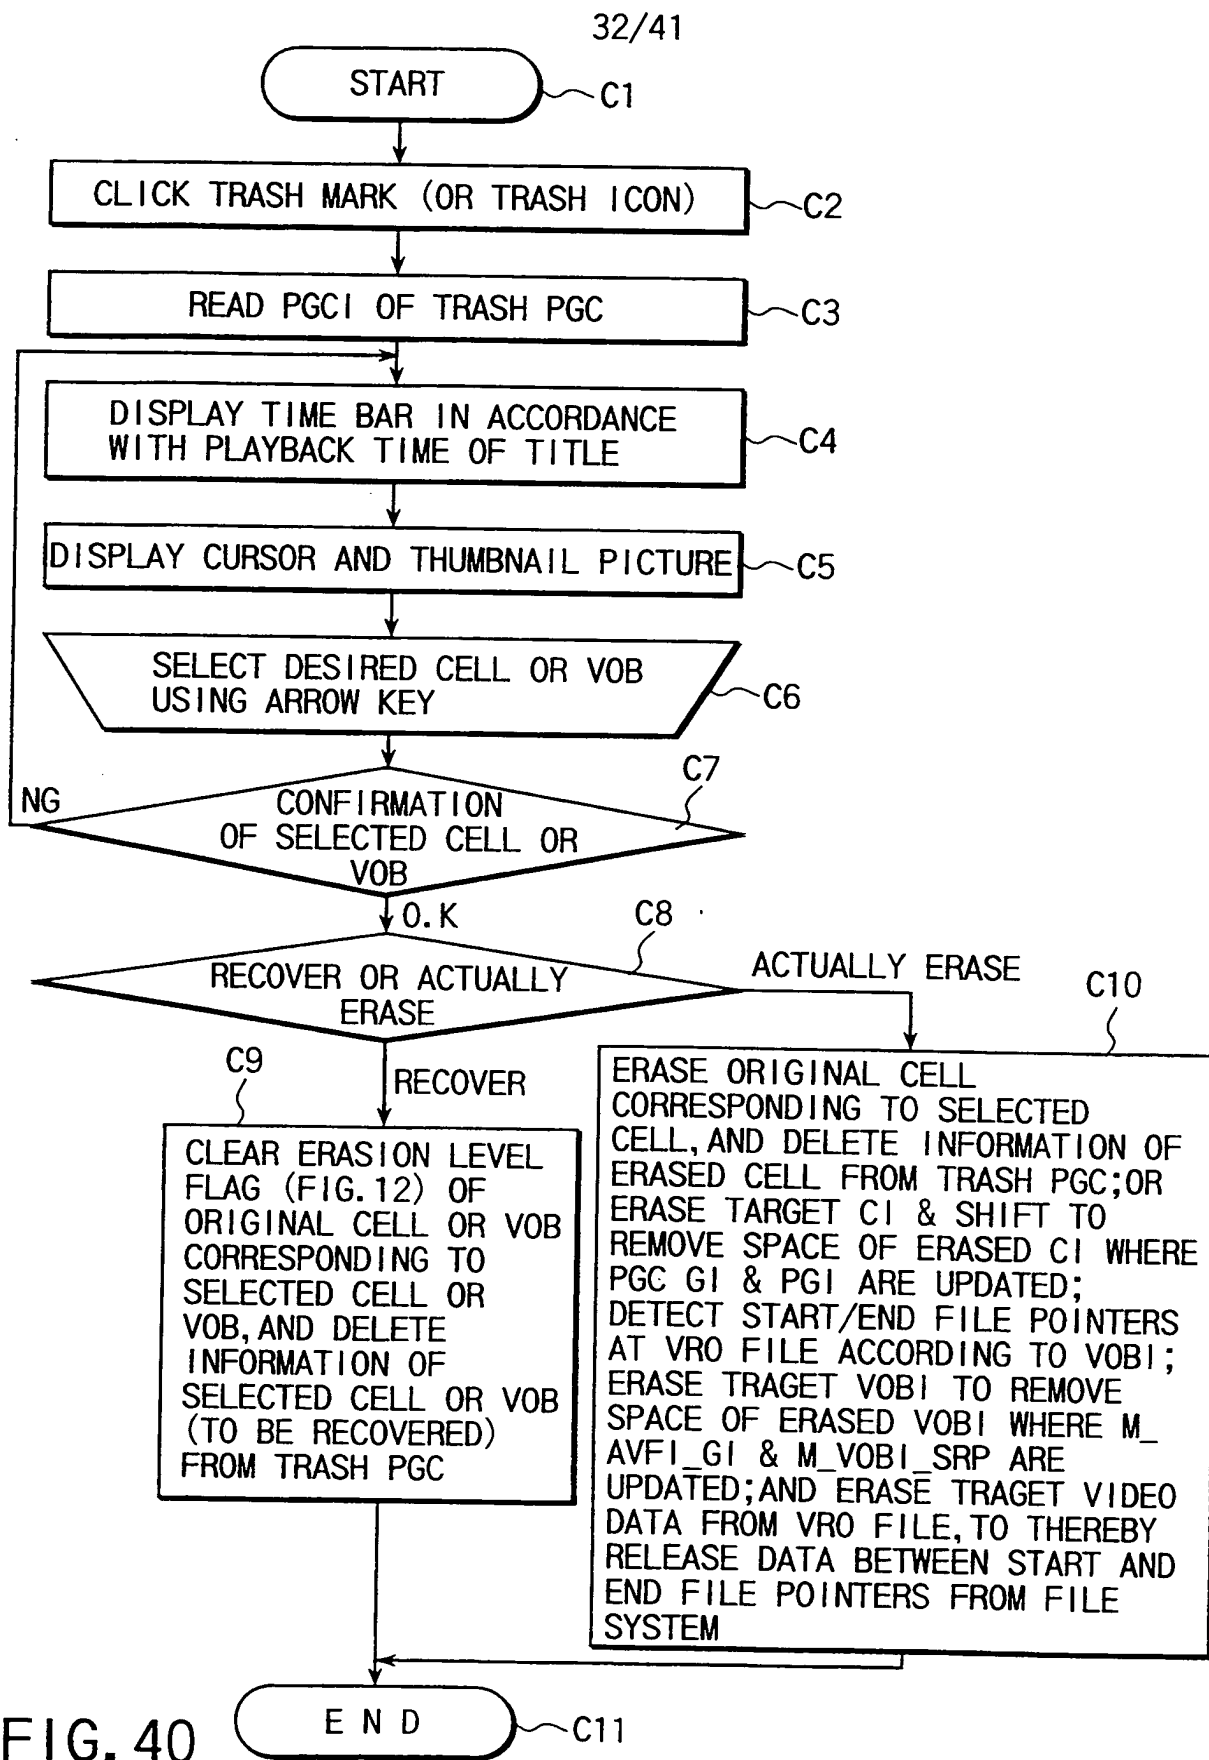 32/41
START
C1
CLICK TRASH MARK (OR TRASH ICON)
C2
READ PGCI OF TRASH PGC
C3
DISPLAY TIME BAR IN ACCORDANCE
WITH PLAYBACK TIME OF TITLE
C4
DISPLAY CURSOR AND THUMBNAIL PICTURE
C5
SELECT DESIRED CELL OR VOB
USING ARROW KEY
C6
C7
NG
CONFIRMATION
OF SELECTED CELL OR
VOB
O.K
C8
RECOVER OR ACTUALLY
ERASE
ACTUALLY ERASE
C10
C9
RECOVER
CLEAR ERASION LEVEL
FLAG (FIG.12) OF
ORIGINAL CELL OR VOB
CORRESPONDING TO
SELECTED CELL OR
VOB, AND DELETE
INFORMATION OF
SELECTED CELL OR VOB
(TO BE RECOVERED)
FROM TRASH PGC
ERASE ORIGINAL CELL
CORRESPONDING TO SELECTED
CELL, AND DELETE INFORMATION OF
ERASED CELL FROM TRASH PGC;OR
ERASE TARGET CI & SHIFT TO
REMOVE SPACE OF ERASED CI WHERE
PGC GI & PGI ARE UPDATED;
DETECT START/END FILE POINTERS
AT VRO FILE ACCORDING TO VOBI;
ERASE TRAGET VOBI TO REMOVE
SPACE OF ERASED VOBI WHERE M_
AVFI_GI & M_VOBI_SRP ARE
UPDATED;AND ERASE TRAGET VIDEO
DATA FROM VRO FILE, TO THEREBY
RELEASE DATA BETWEEN START AND
END FILE POINTERS FROM FILE
SYSTEM
END
C11
FIG. 40